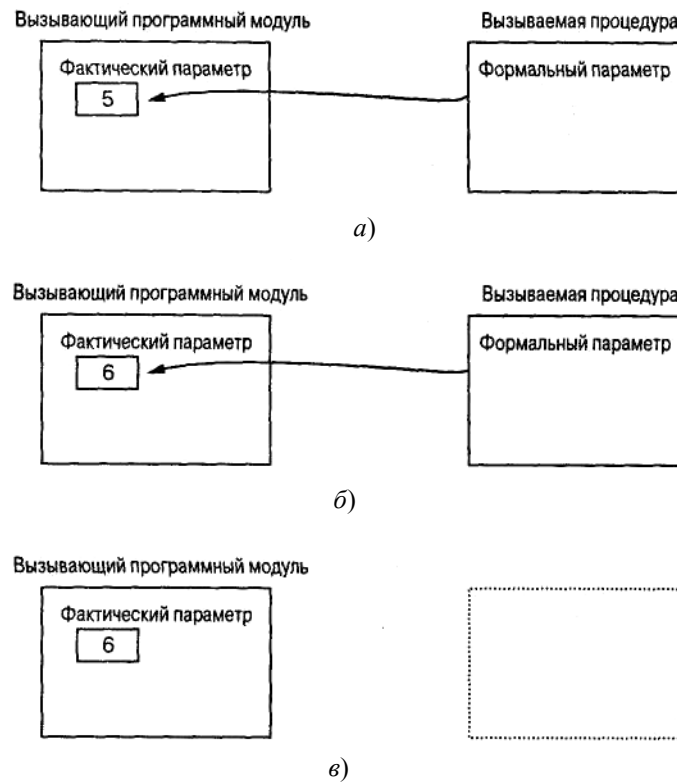 Вызывающий программный модуль Вызываемая процедура
Фактический параметр Формальный параметр
5
а)
Вызывающий программный модуль Вызываемая процедура
Фактический параметр Формальный параметр
6
б)
Вызывающий программный модуль
Фактический параметр
6
в)